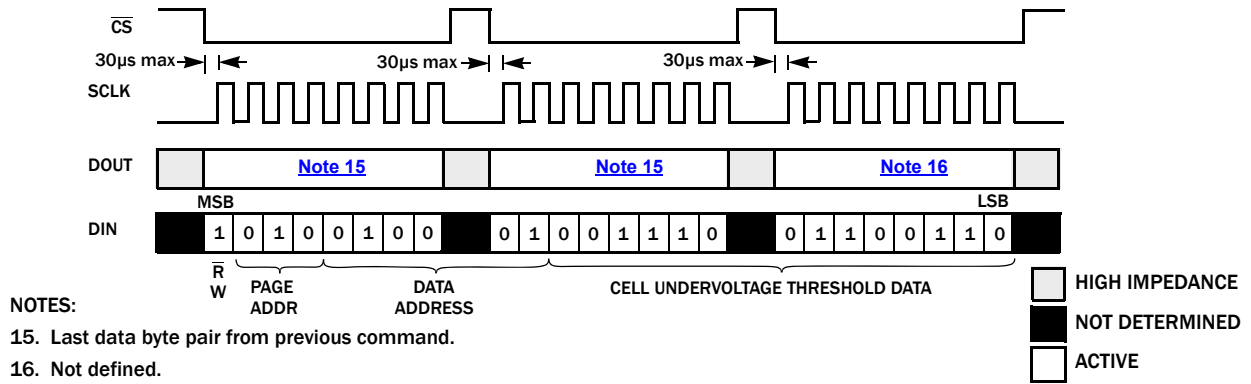 CS
30µs max 30µs max 30µs max
SCLK
DOUT Note 15 Note 15 Note 16
MSB LSB
DIN 1 0 1 0 0 1 0 0 0 1 0 0 1 1 1 0 0 1 1 0 0 1 1 0
R
W
PAGE
ADDR
DATA
ADDRESS
CELL UNDERVOLTAGE THRESHOLD DATA
HIGH IMPEDANCE
NOT DETERMINED
ACTIVE
NOTES:
15. Last data byte pair from previous command.
16. Not defined.